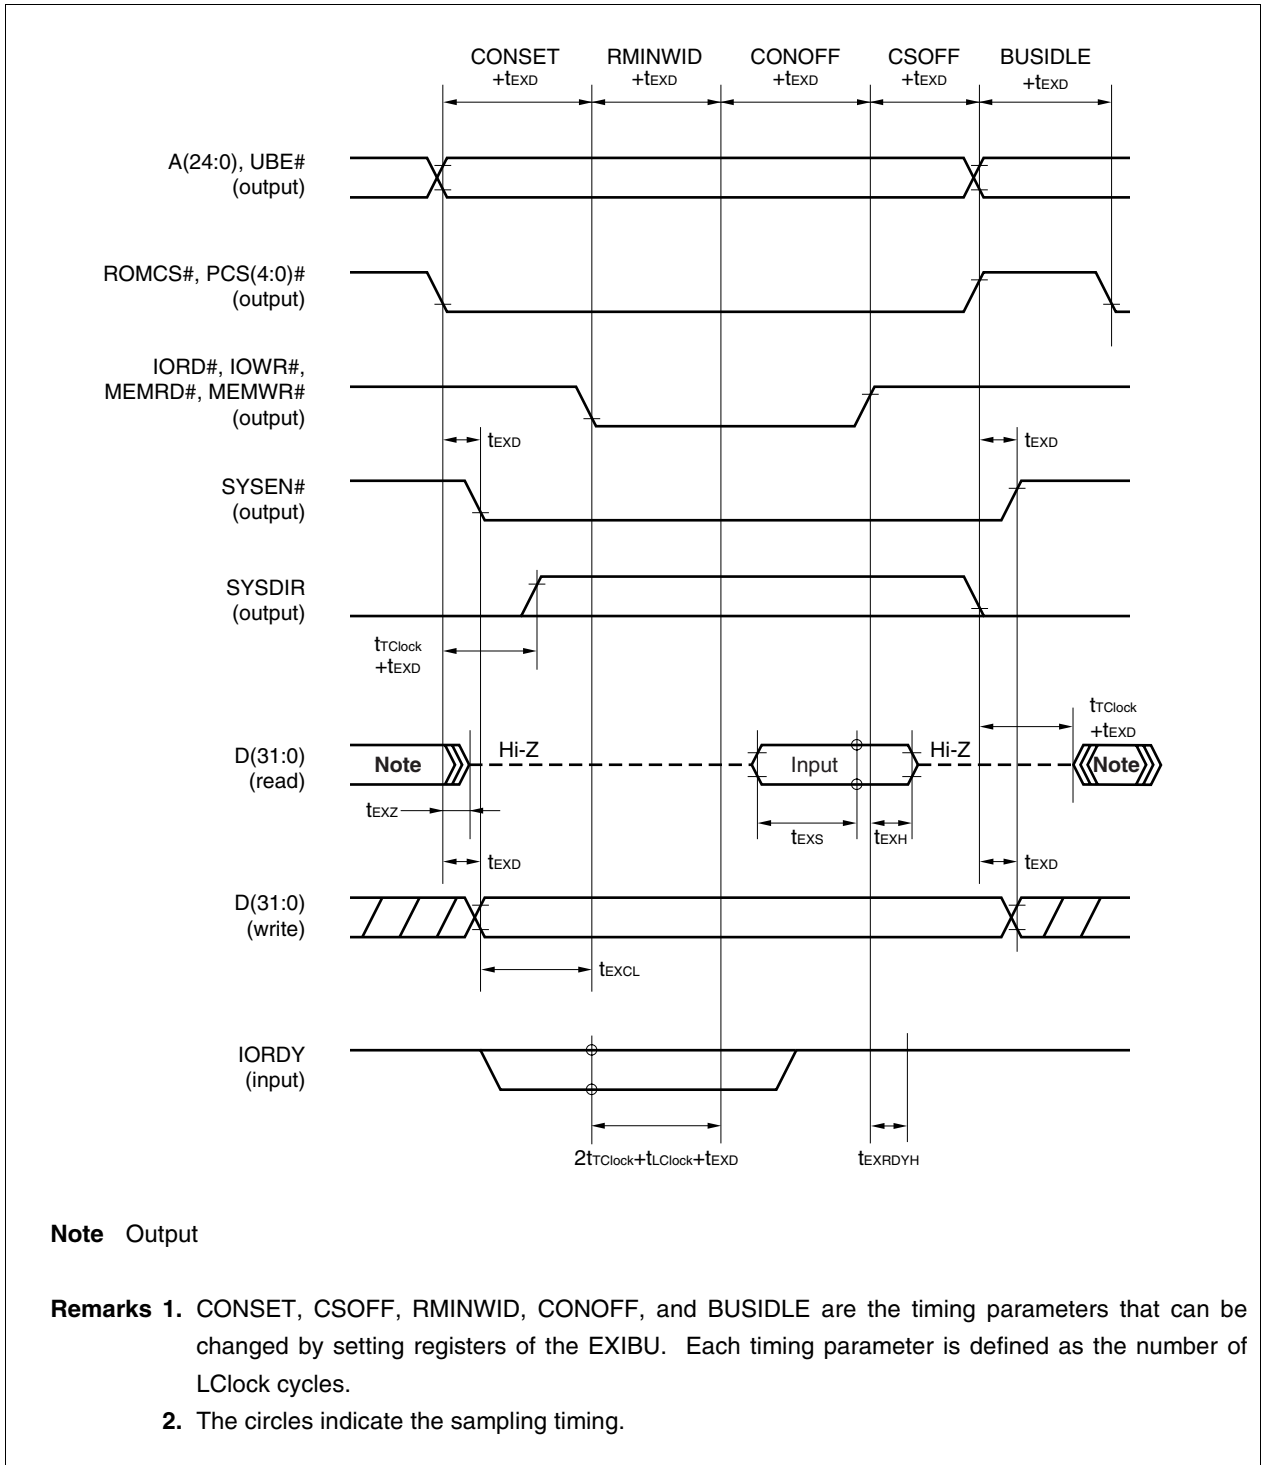 CONSET RMINWID CONOFF CSOFF BUSIDLE
+tEXD +tEXD +tEXD +tEXD +tEXD
A(24:0), UBE#
(output)
ROMCS#, PCS(4:0)#
(output)
IORD#, IOWR#,
MEMRD#, MEMWR#
(output)
tEXD tEXD
SYSEN#
(output)
SYSDIR
(output)
tTClock
+tEXD
tTClock
+tEXD
D(31:0)
(read)
Note Hi-Z Input Hi-Z Note
tEXZ tEXS tEXH
tEXD tEXD
D(31:0)
(write)
tEXCL
IORDY
(input)
2tTClock+tLClock+tEXD tEXRDYH
Note Output
Remarks 1. CONSET, CSOFF, RMINWID, CONOFF, and BUSIDLE are the timing parameters that can be
changed by setting registers of the EXIBU. Each timing parameter is defined as the number of
LClock cycles.
2. The circles indicate the sampling timing.